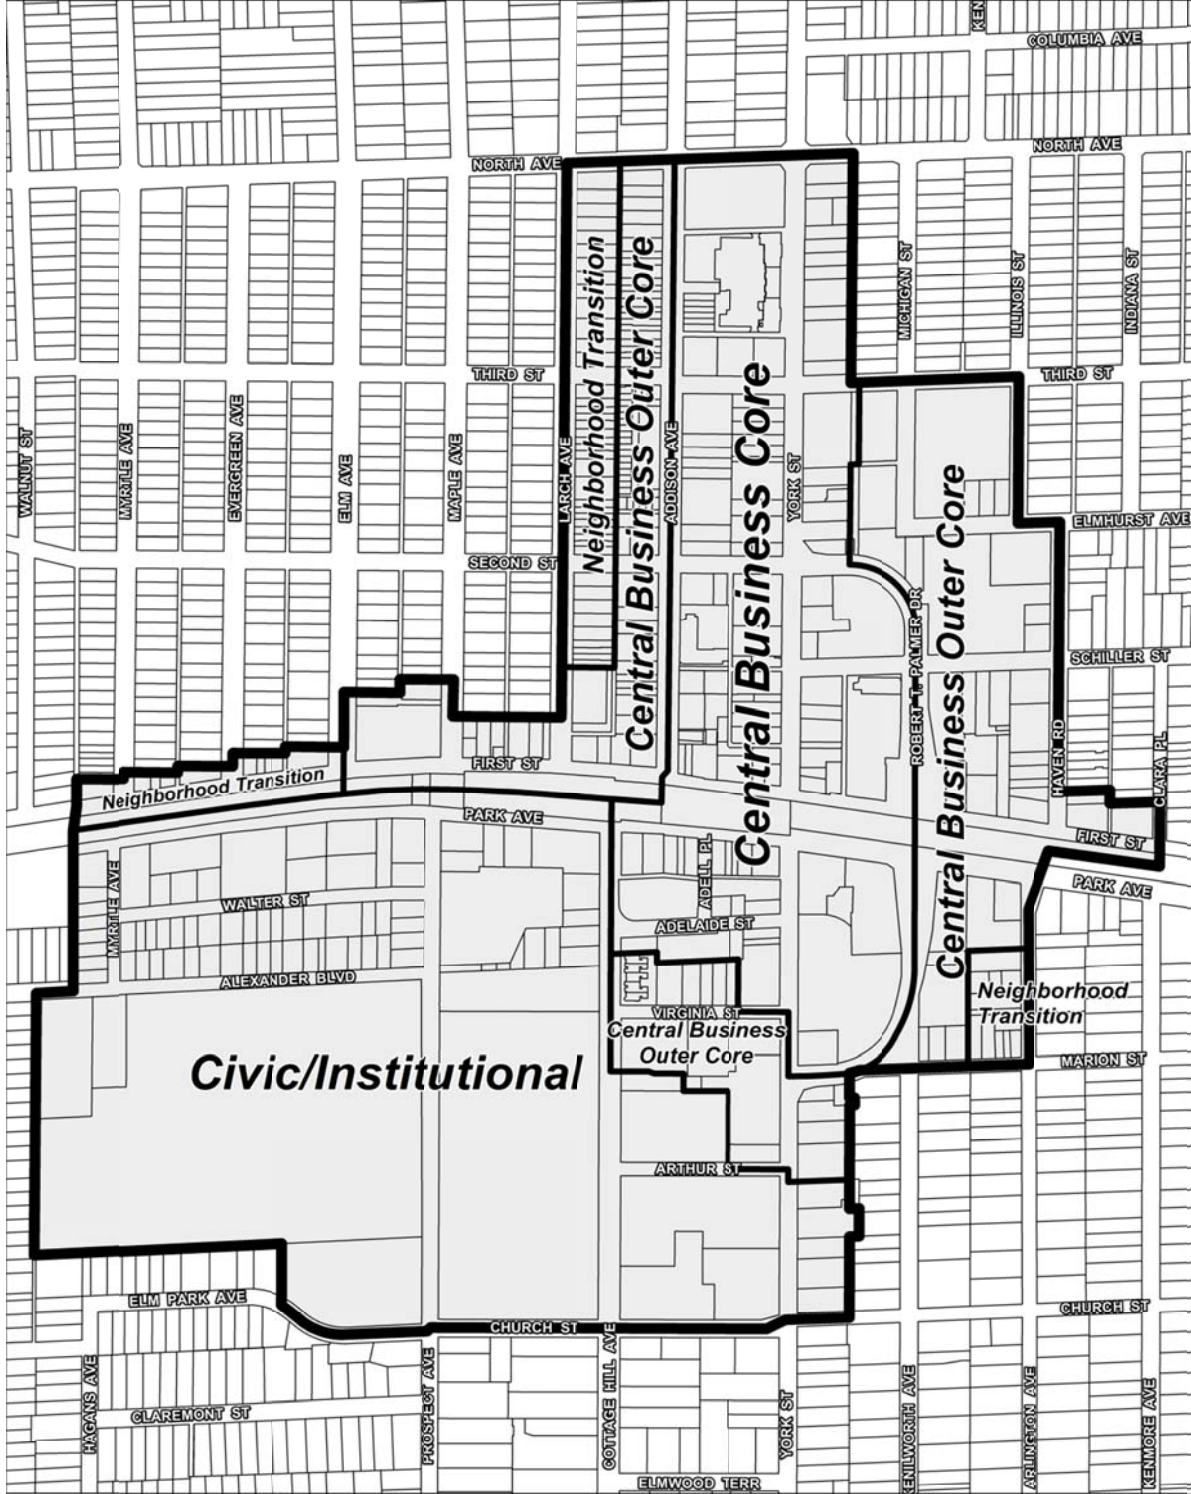 KEN
COLUMBIA AVE
NORTH AVE
NORTH AVE
MICHIGAN ST
ILLINOIS ST
INDIANA ST
Neighborhood Transition
Central Business Outer Core
Central Business Core
THIRD ST
THIRD ST
WALNUT ST
MYRTLE AVE
EVERGREEN AVE
ELM AVE
MAPLE AVE
LARCH AVE
ADDISON AVE
YORK ST
ELMHURST AVE
SECOND ST
Central Business Outer Core
ROBERT T. PALMER DR
SCHILLER ST
HAVEN RD
CLARA PL
FIRST ST
Neighborhood Transition
PARK AVE
FIRST ST
PARK AVE
MYRTLE AVE
WALTER ST
ADELL PL
ADELAIDE ST
ALEXANDER BLVD
Neighborhood
Transition
VIRGINIA ST
Central Business
Outer Core
MARION ST
Civic/Institutional
ARTHUR ST
ELM PARK AVE
CHURCH ST
CHURCH ST
HAGANS AVE
PROSPECT AVE
COTTAGE HILL AVE
YORK ST
KENILWORTH AVE
ARLINGTON AVE
KENMORE AVE
CLAREMONT ST
ELMWOOD TERR